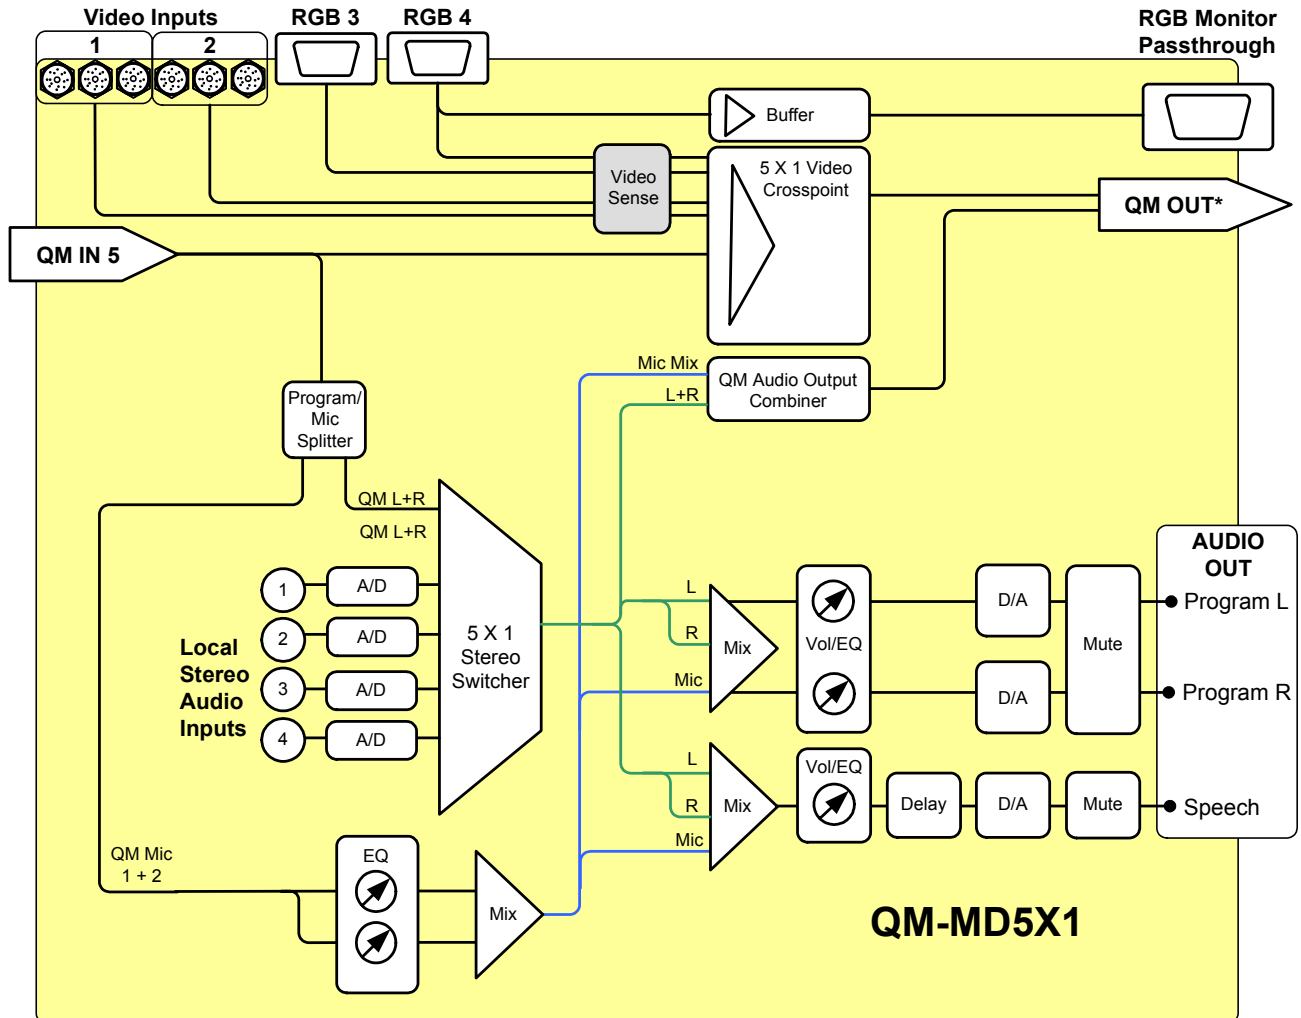 Video Inputs
RGB 3
RGB 4
RGB Monitor
Passthrough
1
2
Buffer
Video
Sense
5 X 1 Video
Crosspoint
QM OUT*
QM IN 5
Mic Mix
L+R
QM Audio Output
Combiner
Program/
Mic
Splitter
QM L+R
QM L+R
1
A/D
2
A/D
3
A/D
4
A/D
Local
Stereo
Audio
Inputs
5 X 1
Stereo
Switcher
L
R
Mic
Mix
Vol/EQ
D/A
D/A
Mute
AUDIO
OUT
Program L
Program R
Speech
L
R
Mic
Mix
Vol/EQ
Delay
D/A
Mute
QM Mic
1 + 2
EQ
Mix
QM-MD5X1